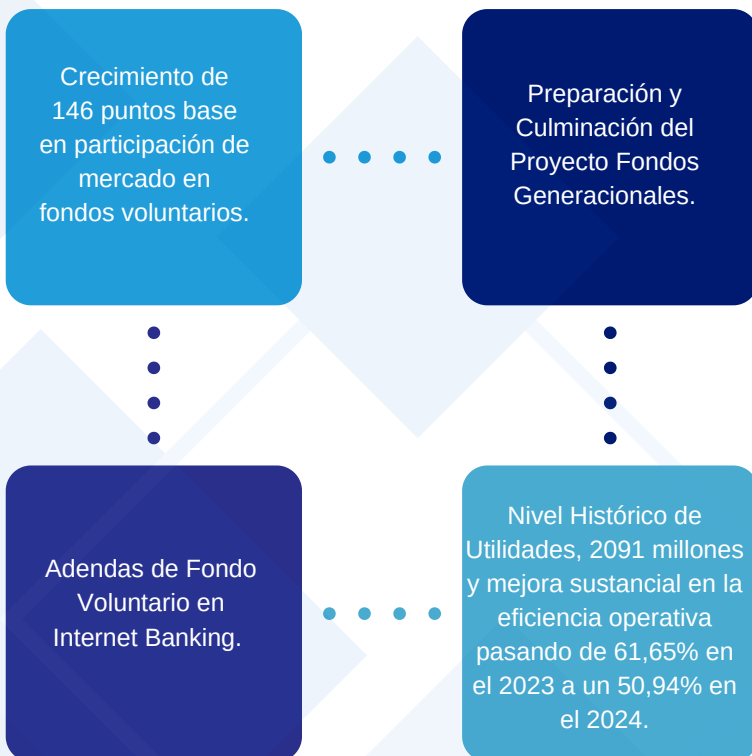 Crecimiento de
146 puntos base
en participación de
mercado en
fondos voluntarios.
Preparación y
Culminación del
Proyecto Fondos
Generacionales.
Adendas de Fondo
Voluntario en
Internet Banking.
Nivel Histórico de
Utilidades, 2091 millones
y mejora sustancial en la
eficiencia operativa
pasando de 61,65% en
el 2023 a un 50,94% en
el 2024.